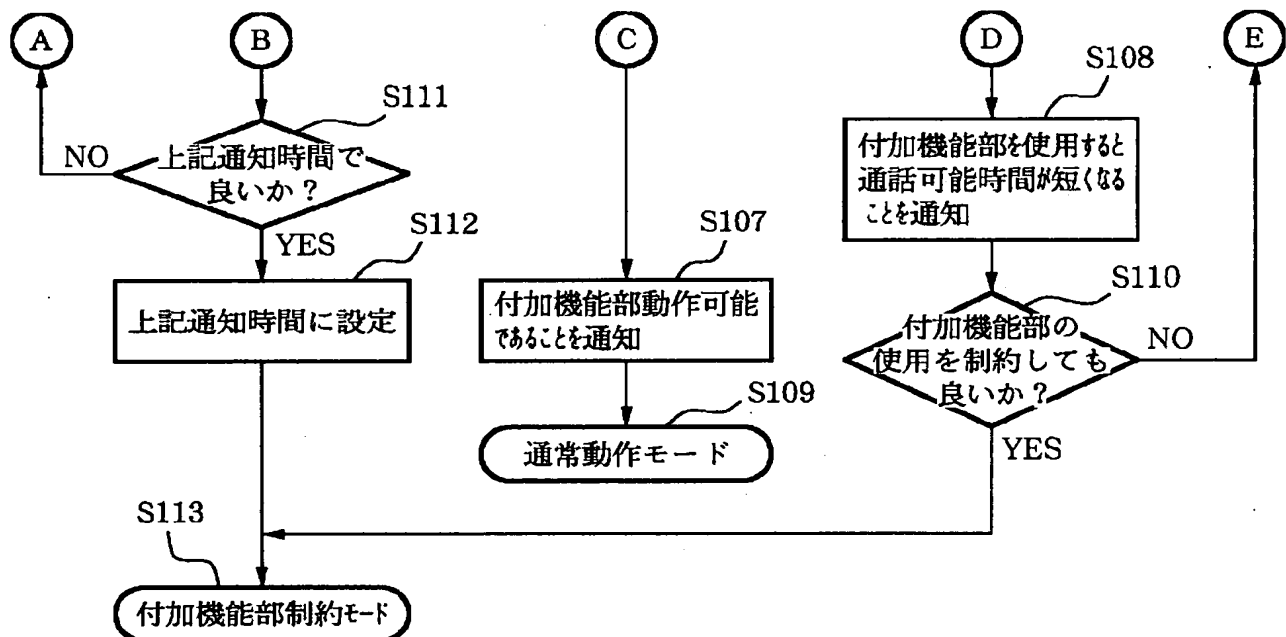 A
B
C
D
E
S111
上記通知時間で
良いか？
NO
YES
S112
上記通知時間に設定
S107
付加機能部動作可能
であることを通知
S109
通常動作モード
S108
付加機能部を使用すると
通話可能時間が短くなる
ことを通知
S110
付加機能部の
使用を制約しても
良いか？
NO
YES
S113
付加機能部制約モード